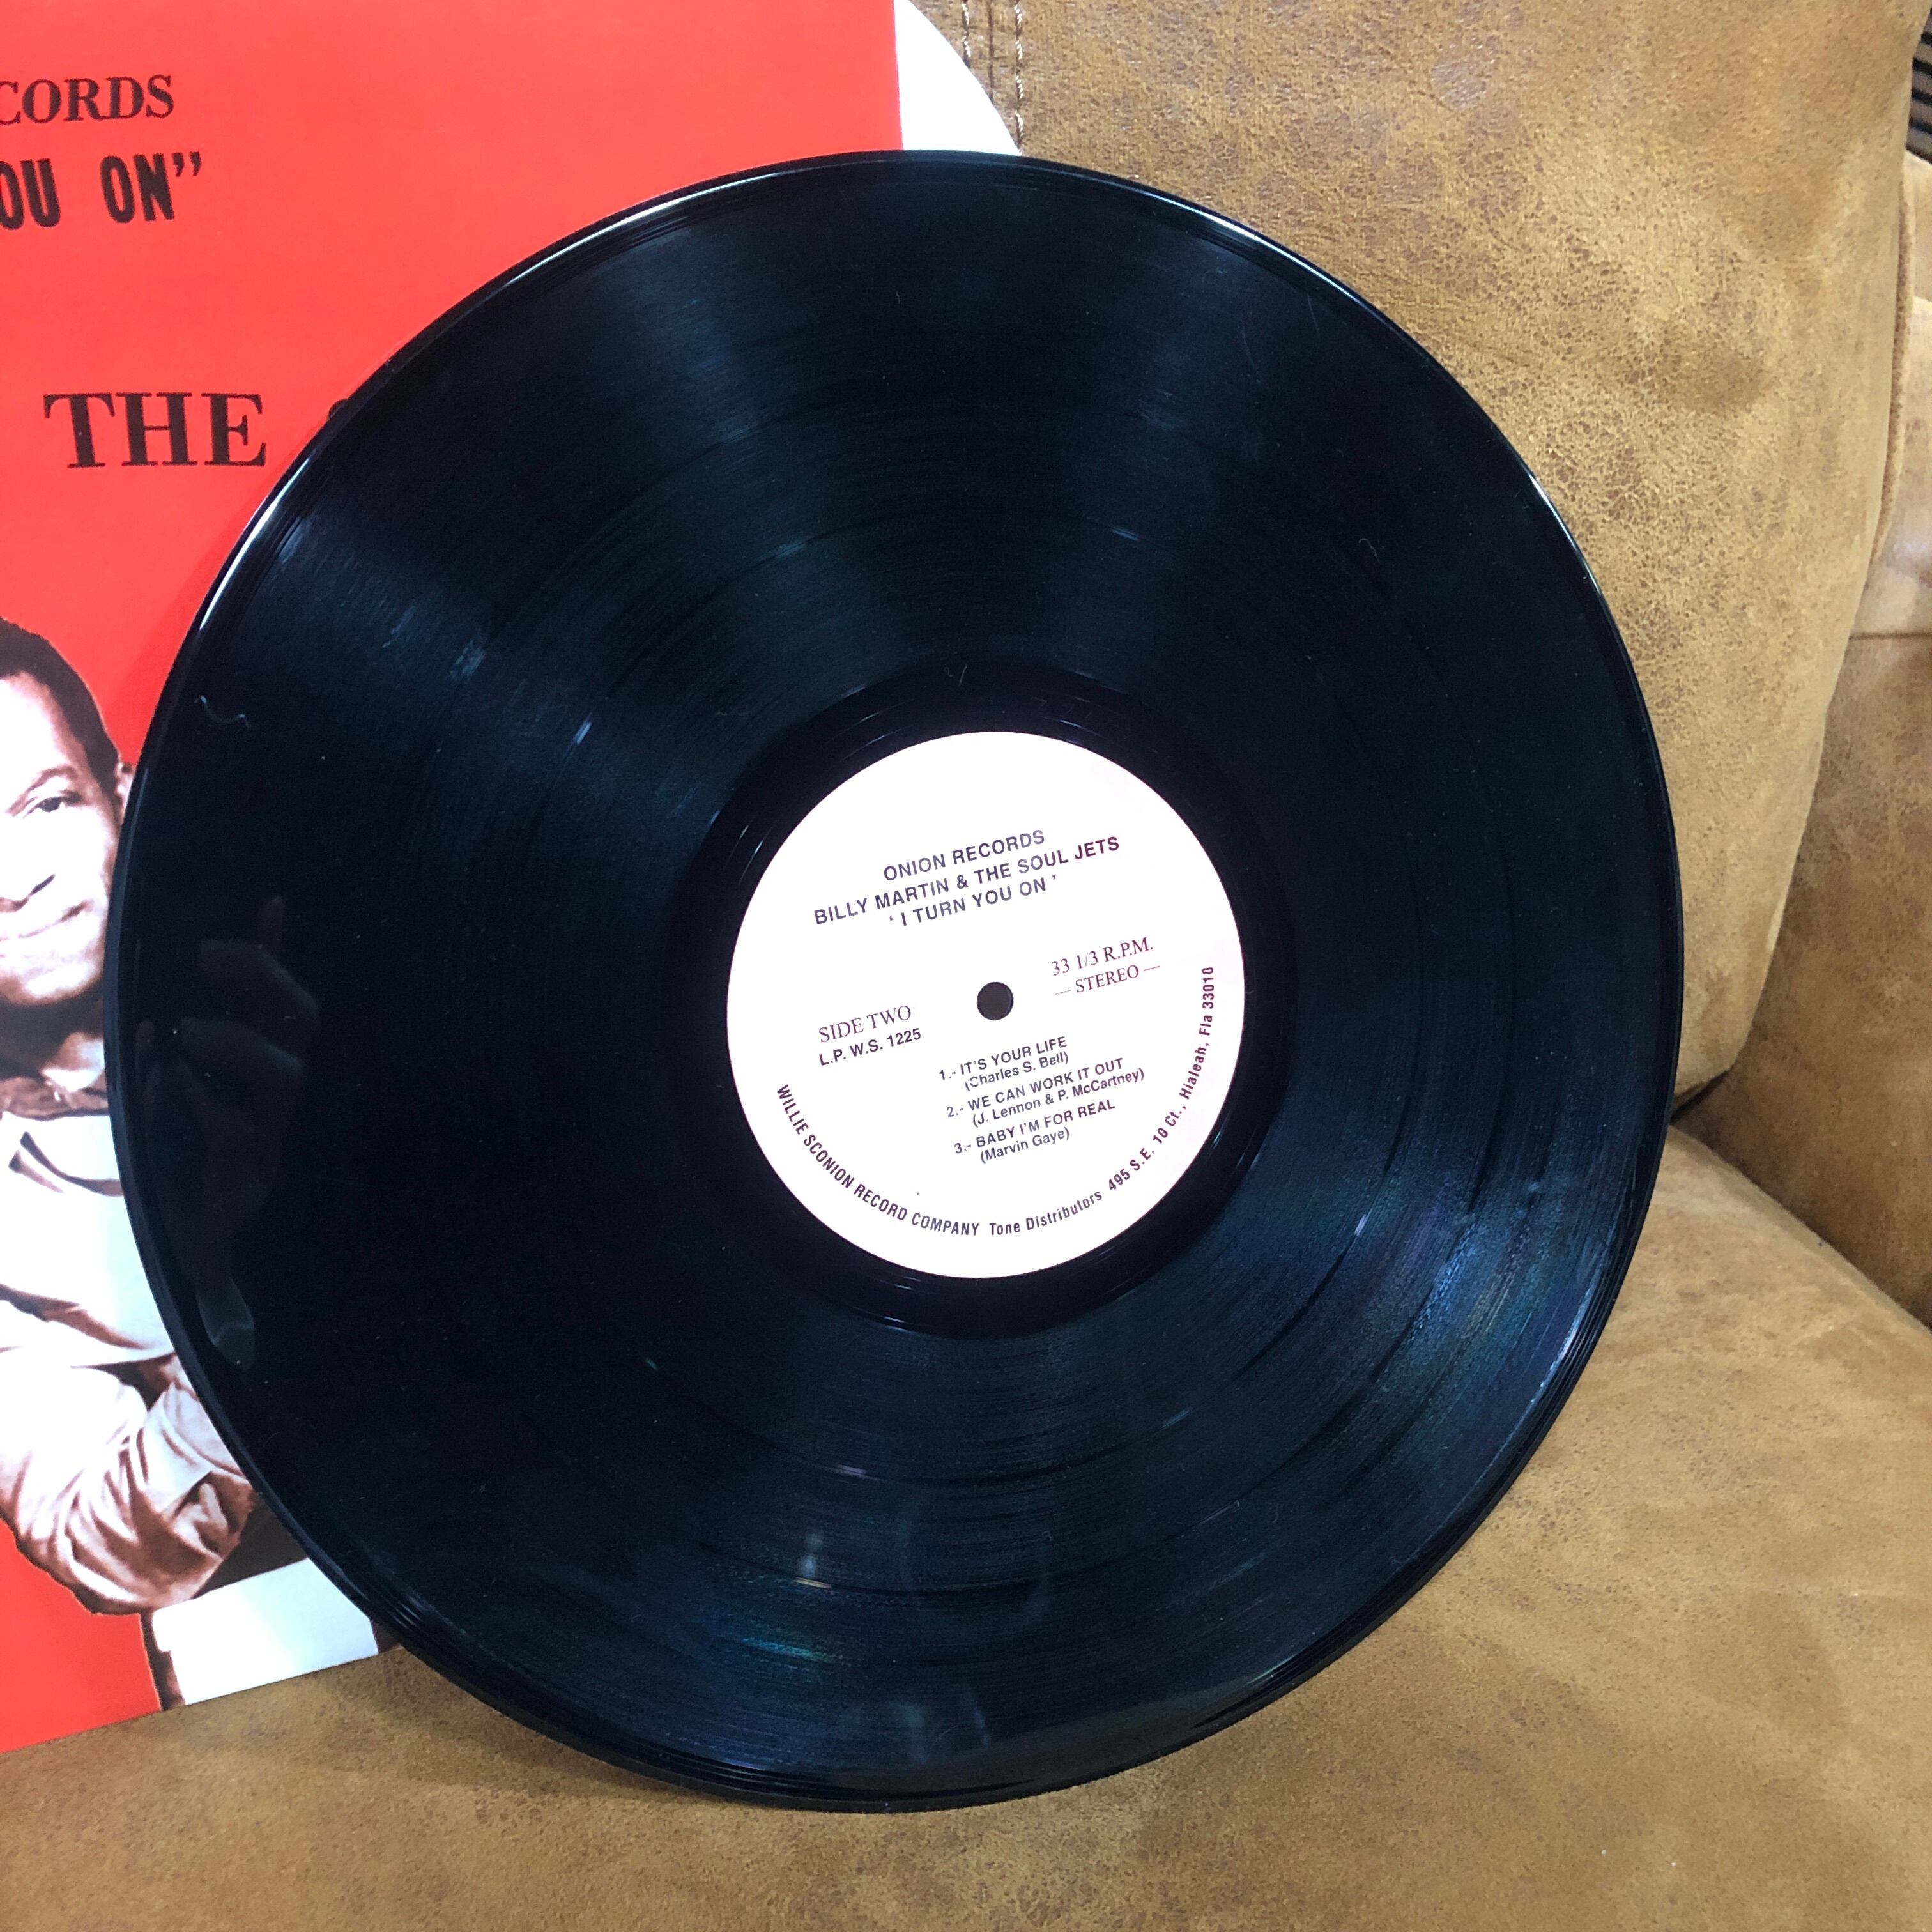 CORDS
OU ON”
THE
ONION RECORDS
BILLY MARTIN & THE SOUL JETS
‘ I TURN YOU ON ’
33 1/3 R.P.M.
— STEREO —
SIDE TWO
L.P. W.S. 1225
1.- IT'S YOUR LIFE
(Charles S. Bell)
2.- WE CAN WORK IT OUT
(J. Lennon & P. McCartney)
3.- BABY I'M FOR REAL
(Marvin Gaye)
WILLIE SCONION RECORD COMPANY Tone Distributors 495 S.E. 10 Ct., Hialeah, Fla 33010